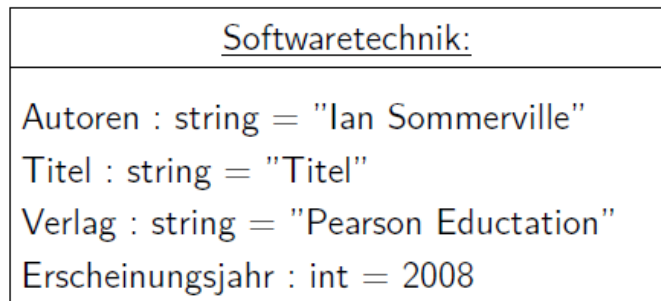 Softwaretechnik:
Autoren : string = "Ian Sommerville"
Titel : string = "Titel"
Verlag : string = "Pearson Eductation"
Erscheinungsjahr : int = 2008